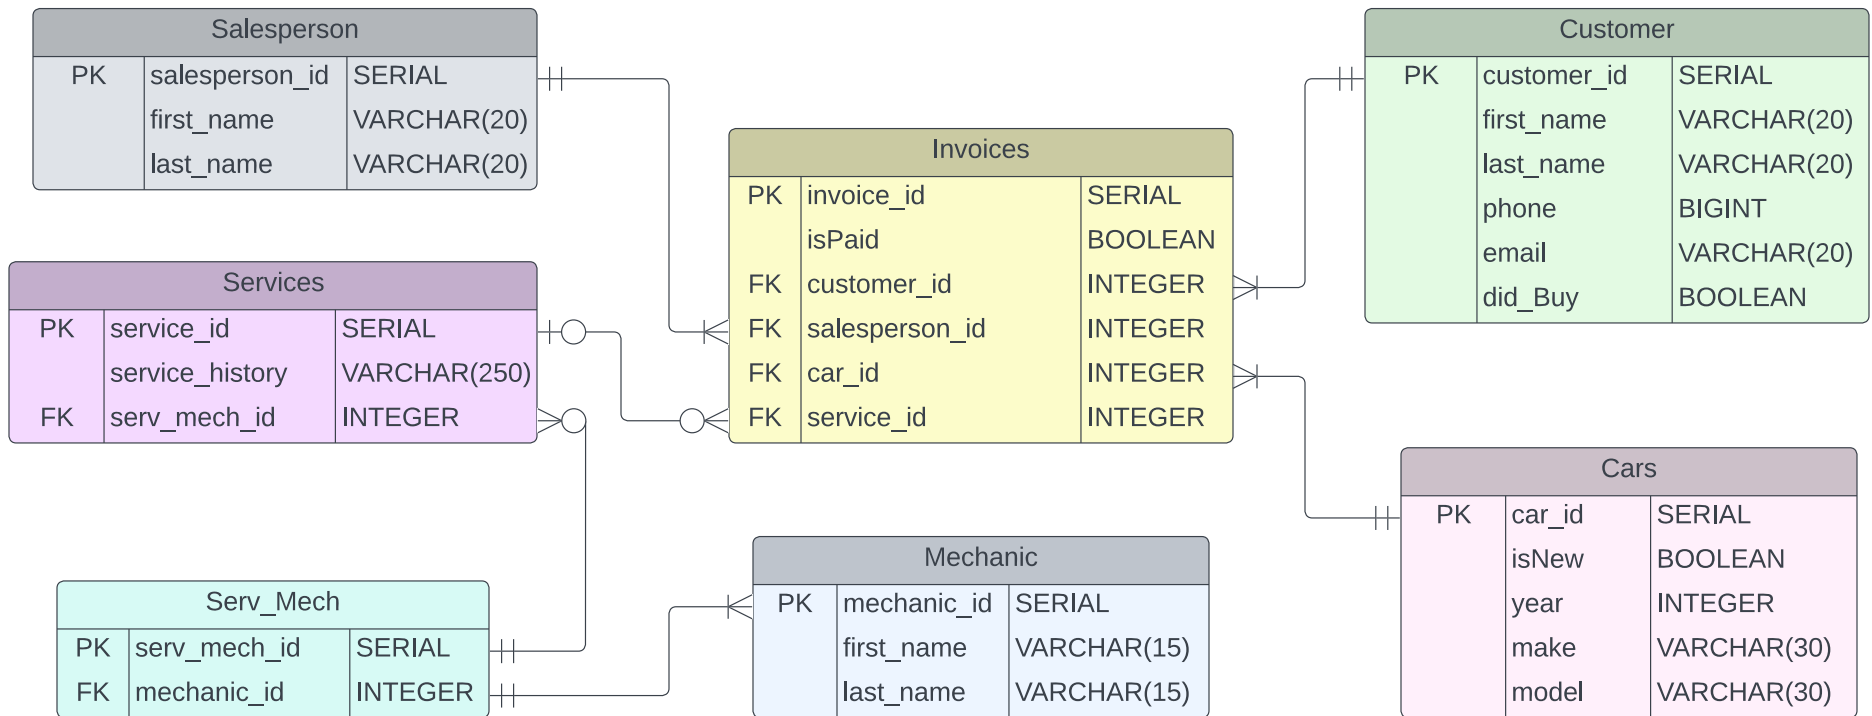 Salesperson
PK salesperson_id SERIAL
first_name VARCHAR(20)
last_name VARCHAR(20)
Customer
PK customer_id SERIAL
first_name VARCHAR(20)
last_name VARCHAR(20)
phone BIGINT
email VARCHAR(20)
did_Buy BOOLEAN
Invoices
PK invoice_id SERIAL
isPaid BOOLEAN
FK customer_id INTEGER
FK salesperson_id INTEGER
FK car_id INTEGER
FK service_id INTEGER
Services
PK service_id SERIAL
service_history VARCHAR(250)
FK serv_mech_id INTEGER
Cars
PK car_id SERIAL
isNew BOOLEAN
year INTEGER
make VARCHAR(30)
model VARCHAR(30)
Mechanic
PK mechanic_id SERIAL
first_name VARCHAR(15)
last_name VARCHAR(15)
Serv_Mech
PK serv_mech_id SERIAL
FK mechanic_id INTEGER